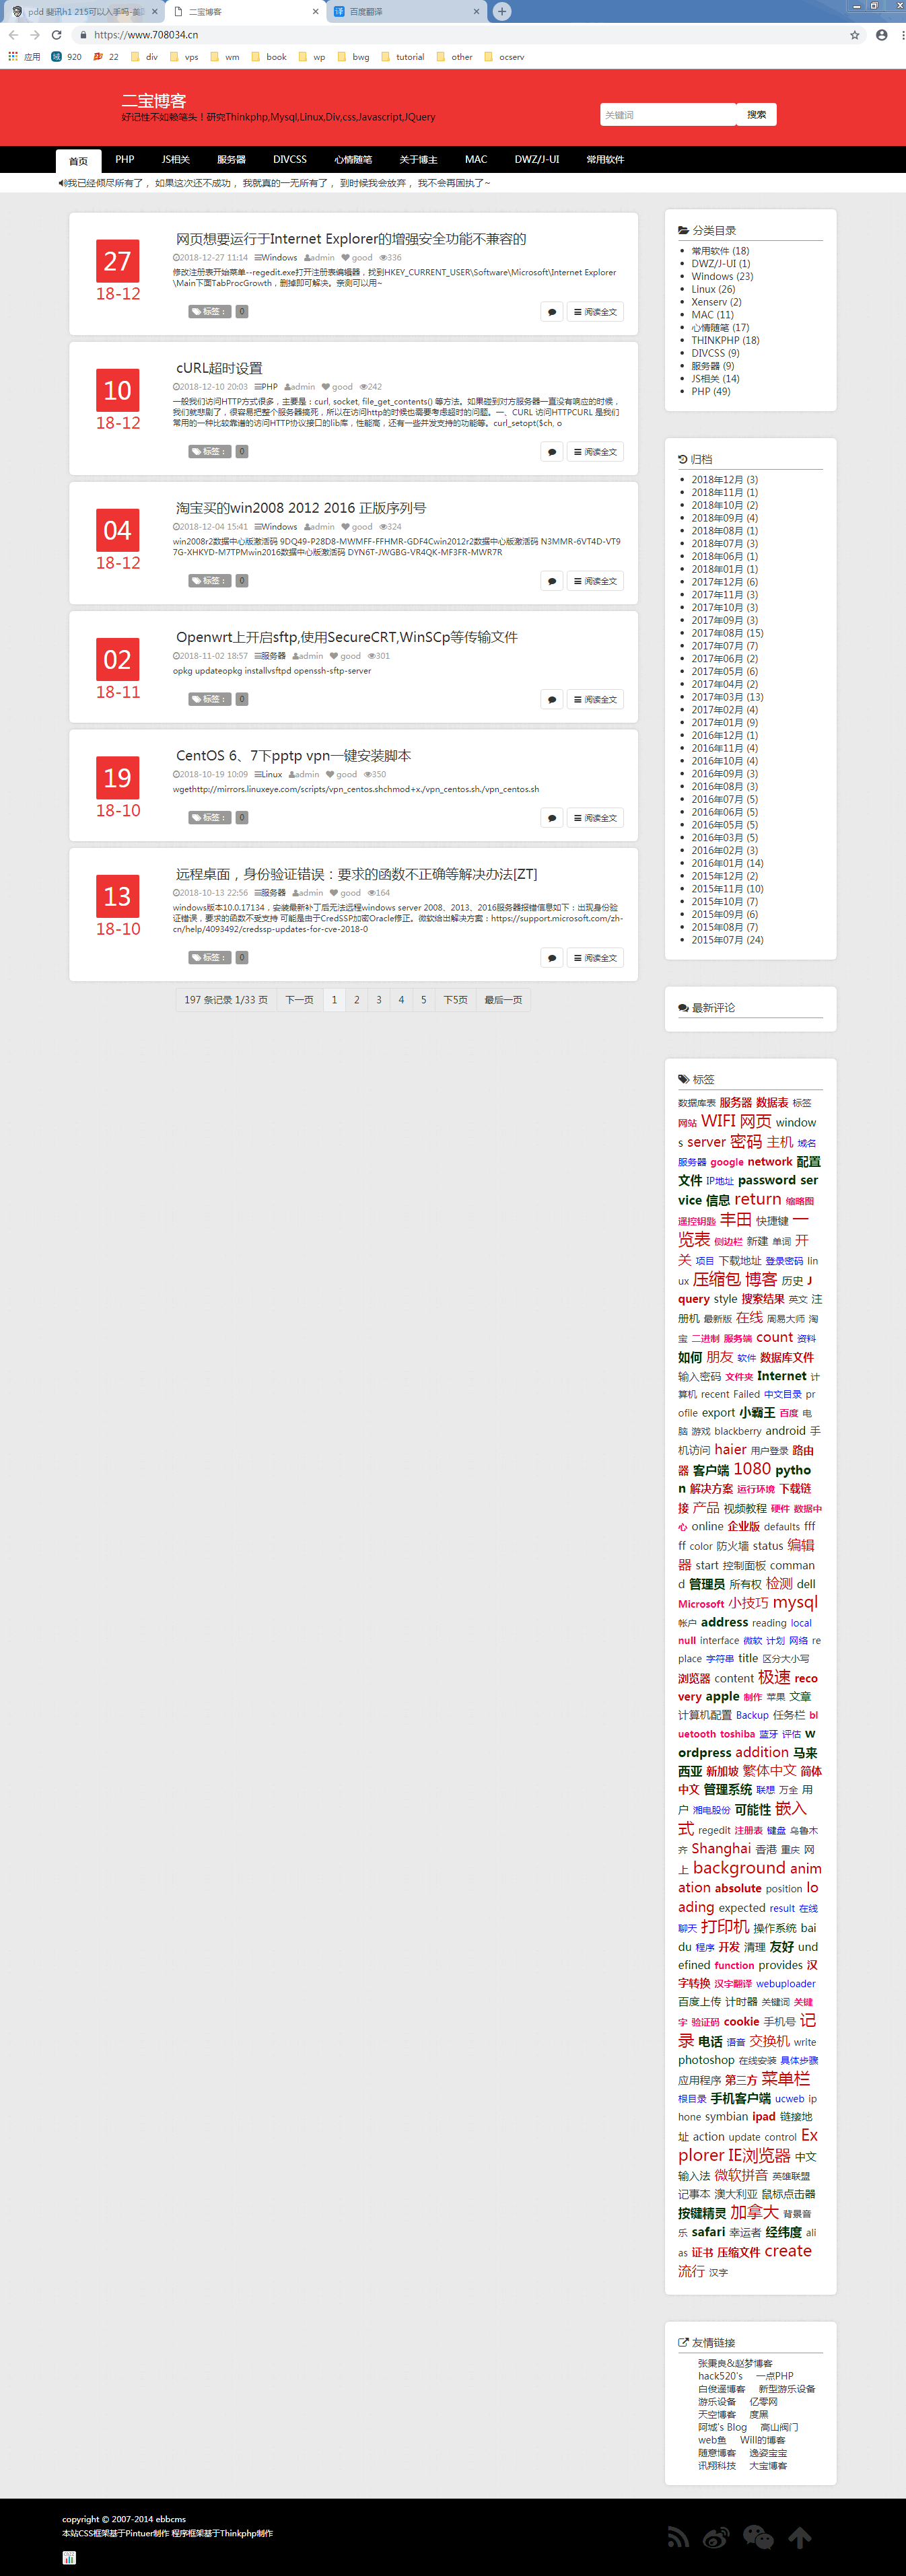 pdd 斐讯h1 215可以入手吗-美
二宝博客
百度翻译
https://www.708034.cn
应用 920 22 div vps wm book wp bwg tutorial other ocserv
二宝博客
好记性不如赖笔头！研究Thinkphp,Mysql,Linux,Div,css,Javascript,JQuery
关键词 搜索
首页 PHP JS相关 服务器 DIVCSS 心情随笔 关于博主 MAC DWZ/J-UI 常用软件
我已经倾尽所有了， 如果这次还不成功， 我就真的一无所有了， 到时候我会放弃， 我不会再固执了~
27
18-12
网页想要运行于Internet Explorer的增强安全功能不兼容的
2018-12-27 11:14 Windows admin good 336
修改注册表开始菜单--regedit.exe打开注册表编辑器，找到HKEY_CURRENT_USER\Software\Microsoft\Internet Explorer
\Main下面TabProcGrowth，删掉即可解决。亲测可以用~
标签： 0 阅读全文
10
18-12
cURL超时设置
2018-12-10 20:03 PHP admin good 242
一般我们访问HTTP方式很多，主要是：curl, socket, file_get_contents() 等方法。如果碰到对方服务器一直没有响应的时候，
我们就悲剧了，很容易把整个服务器搞死，所以在访问http的时候也需要考虑超时的问题。一、CURL 访问HTTPCURL 是我们
常用的一种比较靠谱的访问HTTP协议接口的lib库，性能高，还有一些并发支持的功能等。curl_setopt($ch, o
标签： 0 阅读全文
04
18-12
淘宝买的win2008 2012 2016 正版序列号
2018-12-04 15:41 Windows admin good 324
win2008r2数据中心版激活码 9DQ49-P28D8-MWMFF-FFHMR-GDF4Cwin2012r2数据中心版激活码 N3MMR-6VT4D-VT9
7G-XHKYD-M7TPMwin2016数据中心版激活码 DYN6T-JWGBG-VR4QK-MF3FR-MWR7R
标签： 0 阅读全文
02
18-11
Openwrt上开启sftp,使用SecureCRT,WinSCp等传输文件
2018-11-02 18:57 服务器 admin good 301
opkg updateopkg installvsftpd openssh-sftp-server
标签： 0 阅读全文
19
18-10
CentOS 6、7下pptp vpn一键安装脚本
2018-10-19 10:09 Linux admin good 350
wgethttp://mirrors.linuxeye.com/scripts/vpn_centos.shchmod+x./vpn_centos.sh./vpn_centos.sh
标签： 0 阅读全文
13
18-10
远程桌面，身份验证错误：要求的函数不正确等解决办法[ZT]
2018-10-13 22:56 服务器 admin good 164
windows版本10.0.17134，安装最新补丁后无法远程windows server 2008、2013、2016服务器报错信息如下：出现身份验
证错误，要求的函数不受支持 可能是由于CredSSP加密Oracle修正。微软给出解决方案：https://support.microsoft.com/zh-
cn/help/4093492/credssp-updates-for-cve-2018-0
标签： 0 阅读全文
197 条记录 1/33 页 下一页 1 2 3 4 5 下5页 最后一页
分类目录
常用软件 (18)
DWZ/J-UI (1)
Windows (23)
Linux (26)
Xenserv (2)
MAC (11)
心情随笔 (17)
THINKPHP (18)
DIVCSS (9)
服务器 (9)
JS相关 (14)
PHP (49)
归档
2018年12月 (3)
2018年11月 (1)
2018年10月 (2)
2018年09月 (4)
2018年08月 (1)
2018年07月 (3)
2018年06月 (1)
2018年01月 (1)
2017年12月 (6)
2017年11月 (3)
2017年10月 (3)
2017年09月 (3)
2017年08月 (15)
2017年07月 (7)
2017年06月 (2)
2017年05月 (6)
2017年04月 (2)
2017年03月 (13)
2017年02月 (4)
2017年01月 (9)
2016年12月 (1)
2016年11月 (4)
2016年10月 (4)
2016年09月 (3)
2016年08月 (3)
2016年07月 (5)
2016年06月 (5)
2016年05月 (5)
2016年03月 (5)
2016年02月 (3)
2016年01月 (14)
2015年12月 (2)
2015年11月 (10)
2015年10月 (7)
2015年09月 (6)
2015年08月 (7)
2015年07月 (24)
最新评论
标签
数据库表 服务器 数据表 标签
网站 WIFI 网页 window
s server 密码 主机 域名
服务器 google network 配置
文件 IP地址 password ser
vice 信息 return 缩略图
遥控钥匙 丰田 快捷键 一
览表 侧边栏 新建 单词 开
关 项目 下载地址 登录密码 lin
ux 压缩包 博客 历史 J
query style 搜索结果 英文 注
册机 最新版 在线 周易大师 淘
宝 二进制 服务端 count 资料
如何 朋友 软件 数据库文件
输入密码 文件夹 Internet 计
算机 recent Failed 中文目录 pr
ofile export 小霸王 百度 电
脑 游戏 blackberry android 手
机访问 haier 用户登录 路由
器 客户端 1080 pytho
n 解决方案 运行环境 下载链
接 产品 视频教程 硬件 数据中
心 online 企业版 defaults fff
ff color 防火墙 status 编辑
器 start 控制面板 comman
d 管理员 所有权 检测 dell
Microsoft 小技巧 mysql
帐户 address reading local
null interface 微软 计划 网络 re
place 字符串 title 区分大小写
浏览器 content 极速 reco
very apple 制作 苹果 文章
计算机配置 Backup 任务栏 bl
uetooth toshiba 蓝牙 评估 w
ordpress addition 马来
西亚 新加坡 繁体中文 简体
中文 管理系统 联想 万全 用
户 湘电股份 可能性 嵌入
式 regedit 注册表 键盘 乌鲁木
齐 Shanghai 香港 重庆 网
上 background anim
ation absolute position lo
ading expected result 在线
聊天 打印机 操作系统 bai
du 程序 开发 清理 友好 und
efined function provides 汉
字转换 汉字翻译 webuploader
百度上传 计时器 关键词 关键
字 验证码 cookie 手机号 记
录 电话 语音 交换机 write
photoshop 在线安装 具体步骤
应用程序 第三方 菜单栏
根目录 手机客户端 ucweb ip
hone symbian ipad 链接地
址 action update control Ex
plorer IE浏览器 中文
输入法 微软拼音 英雄联盟
记事本 澳大利亚 鼠标点击器
按键精灵 加拿大 背景音
乐 safari 幸运者 经纬度 ali
as 证书 压缩文件 create
流行 汉字
友情链接
张秉良&赵梦博客
hack520's 一点PHP
白俊遥博客 新型游乐设备
游乐设备 亿零网
天空博客 度黑
阿城's Blog 高山阀门
web鱼 Will的博客
随意博客 逸姿宝宝
讯翔科技 大宝博客
copyright © 2007-2014 ebbcms
本站CSS框架基于Pintuer制作 程序框架基于Thinkphp制作